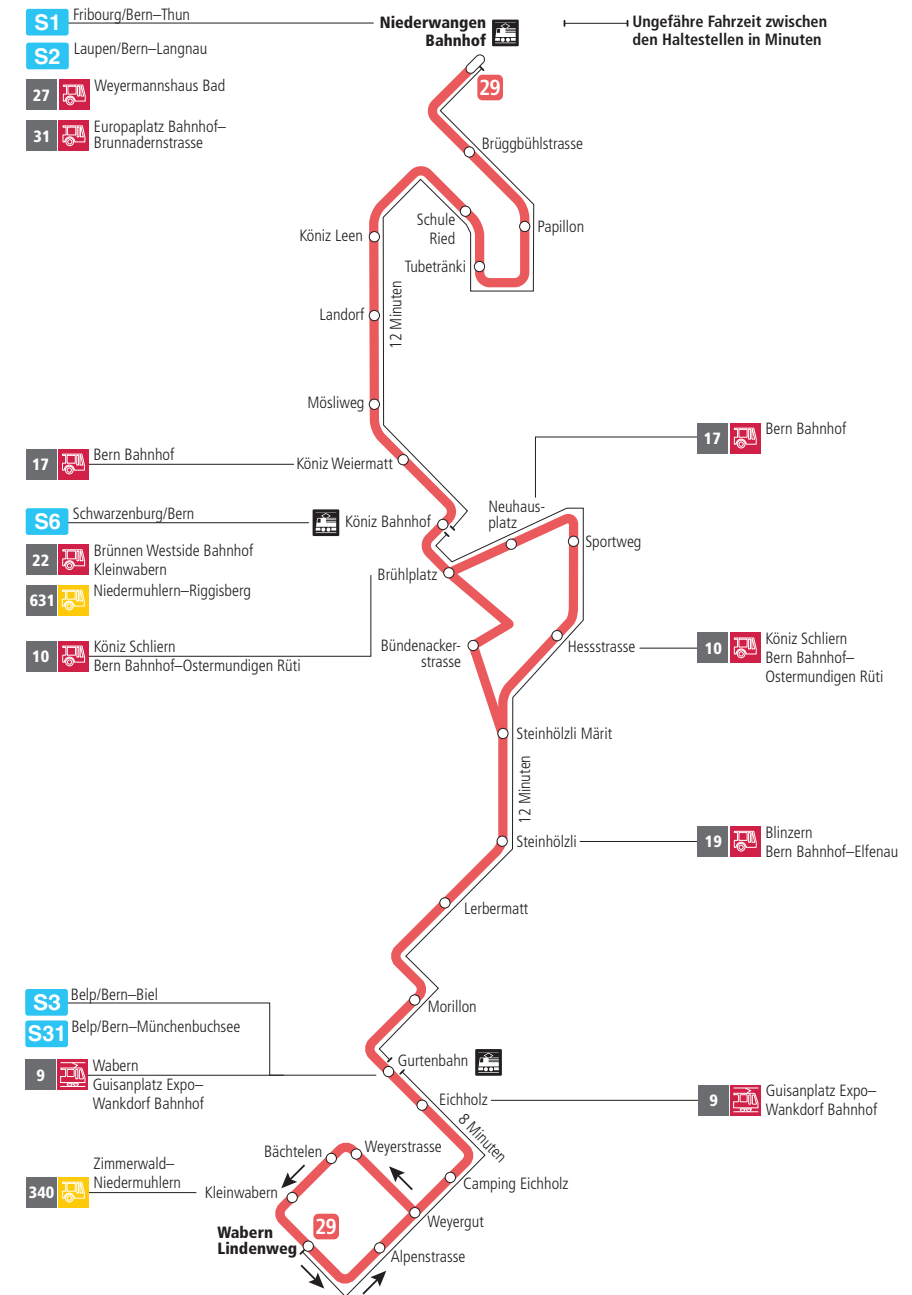 S1 Fribourg/Bern–Thun
S2 Laupen/Bern–Langnau
27 Weyermannshaus Bad
31 Europaplatz Bahnhof–
Brunnadernstrasse
Niederwangen
Bahnhof
Ungefähre Fahrzeit zwischen
den Haltestellen in Minuten
29
Brüggbühlstrasse
Papillon
Schule
Ried
Tubetränki
Köniz Leen
Landorf
12 Minuten
Mösliweg
17 Bern Bahnhof
Köniz Weiermatt
17 Bern Bahnhof
S6 Schwarzenburg/Bern
22 Brünnen Westside Bahnhof
Kleinwabern
631 Niedermuhlern–Riggisberg
Köniz Bahnhof
Neuhaus-
platz
Sportweg
Brühlplatz
10 Köniz Schliern
Bern Bahnhof–Ostermundigen Rüti
Bündenacker-
strasse
Hessstrasse
10 Köniz Schliern
Bern Bahnhof–
Ostermundigen Rüti
Steinhölzli Märit
12 Minuten
Steinhölzli
19 Blinzern
Bern Bahnhof–Elfenau
Lerbermatt
Morillon
S3 Belp/Bern–Biel
S31 Belp/Bern–Münchenbuchsee
9 Wabern
Guisanplatz Expo–
Wankdorf Bahnhof
Gurtenbahn
Eichholz
9 Guisanplatz Expo–
Wankdorf Bahnhof
8 Minuten
Weyerstrasse
Bächtelen
Camping Eichholz
340 Zimmerwald–
Niedermuhlern
Kleinwabern
Weyergut
29
Wabern
Lindenweg
Alpenstrasse